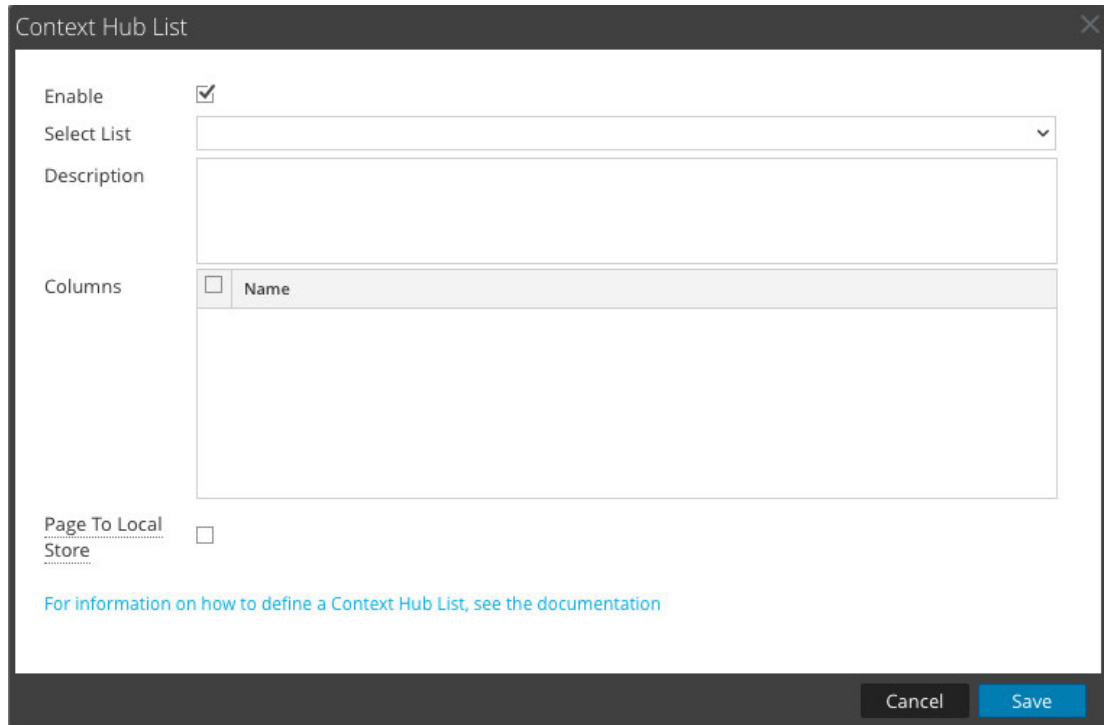 Context Hub List
Enable
Select List
Description
Columns
Name
Page To Local
Store
For information on how to define a Context Hub List, see the documentation
Cancel
Save